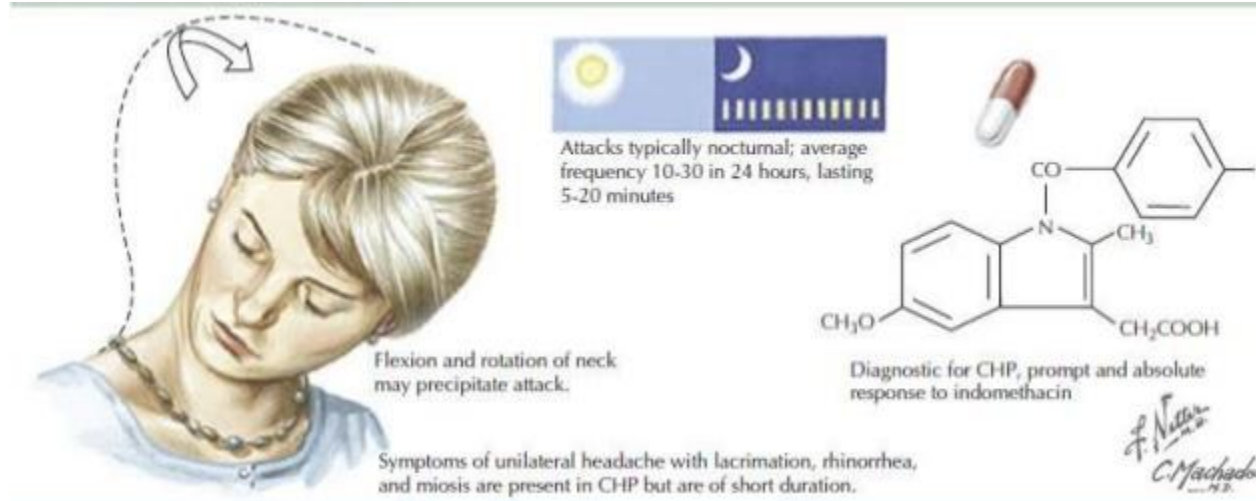 Attacks typically nocturnal; average
frequency 10-30 in 24 hours, lasting
5-20 minutes
CO
N
CH₃
CH₃O
CH₂COOH
Flexion and rotation of neck
may precipitate attack.
Diagnostic for CHP, prompt and absolute
response to indomethacin
Symptoms of unilateral headache with lacrimation, rhinorrhea,
and miosis are present in CHP but are of short duration.
F. Netter
M.D.
C. Machado
M.D.